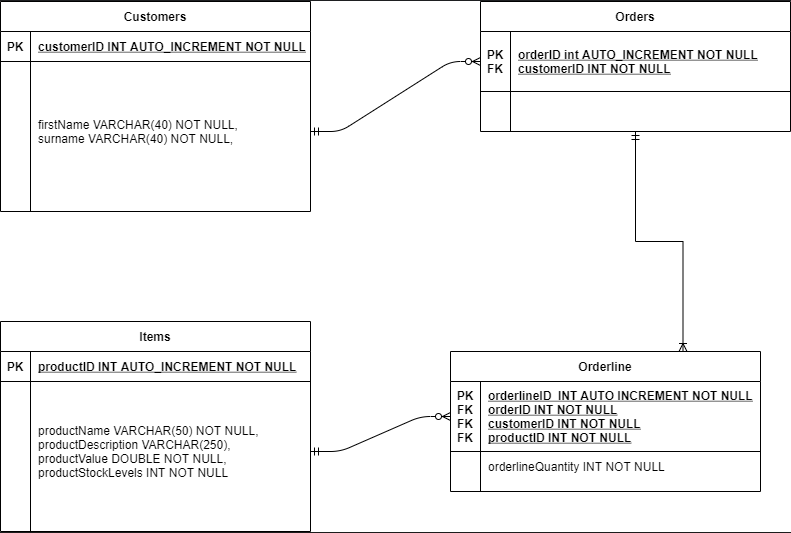 Customers
PK customerID INT AUTO_INCREMENT NOT NULL
firstName VARCHAR(40) NOT NULL,
surname VARCHAR(40) NOT NULL,
Orders
PK orderID int AUTO_INCREMENT NOT NULL
FK customerID INT NOT NULL
Items
PK productID INT AUTO_INCREMENT NOT NULL
productName VARCHAR(50) NOT NULL,
productDescription VARCHAR(250),
productValue DOUBLE NOT NULL,
productStockLevels INT NOT NULL
Orderline
PK orderlineID INT AUTO INCREMENT NOT NULL
FK orderID INT NOT NULL
FK customerID INT NOT NULL
FK productID INT NOT NULL
orderlineQuantity INT NOT NULL